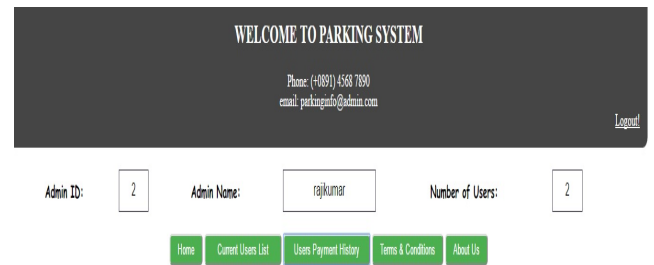 WELCOME TO PARKING SYSTEM
Phone: (+0891) 4568 7890
email: parkinginfo@admin.com
Logout!
Admin ID: 2 Admin Name: rajikumar Number of Users: 2
Home Current Users List Users Payment History Terms & Conditions About Us